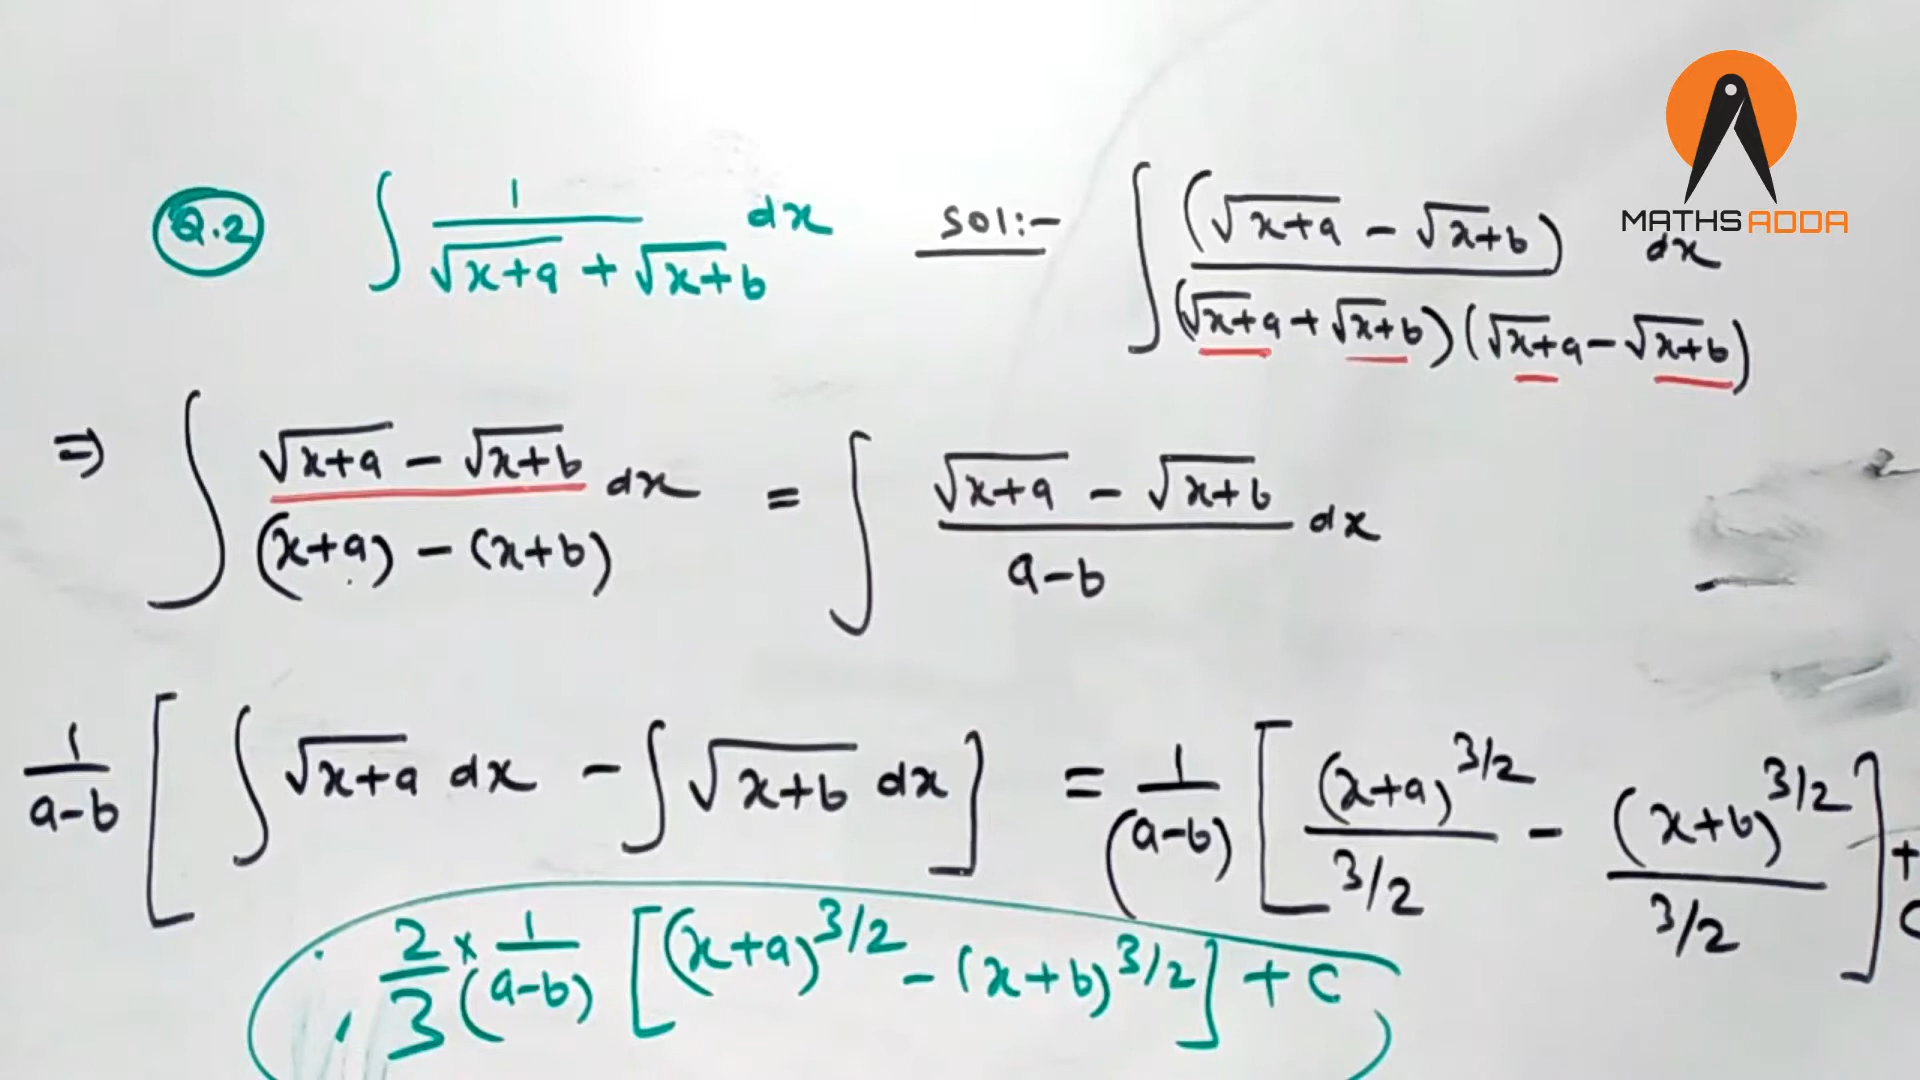 MATHS ADDA
Q.2 ∫ 1/(√(x+a) + √(x+b)) dx Sol:- ∫ (√(x+a) - √(x+b))/((√(x+a) + √(x+b)) (√(x+a) - √(x+b))) dx
⇒ ∫ (√(x+a) - √(x+b))/((x+a) - (x+b)) dx = ∫ (√(x+a) - √(x+b))/(a-b) dx
1/(a-b) [ ∫ √(x+a) dx - ∫ √(x+b) dx ] = 1/(a-b) [ (x+a)^3/2 / 3/2 - (x+b)^3/2 / 3/2 ] + C
2/3 × 1/(a-b) [ (x+a)^3/2 - (x+b)^3/2 ] + C